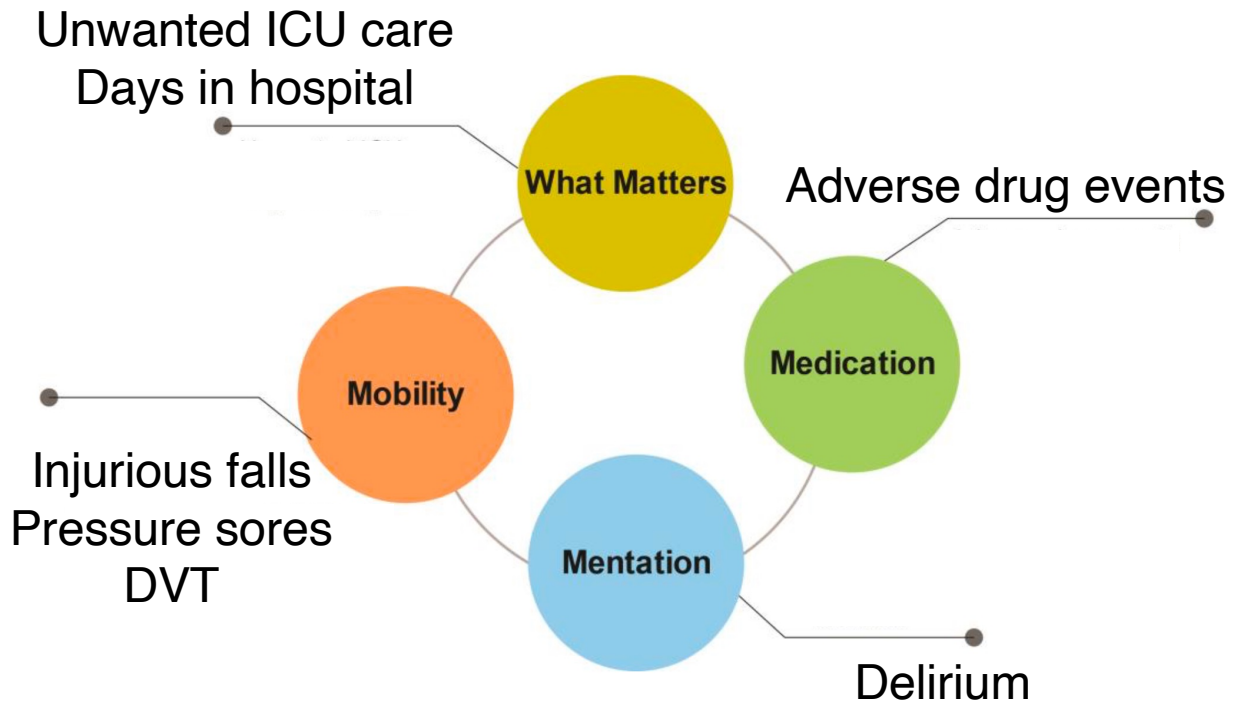 Unwanted ICU care
Days in hospital
What Matters
Adverse drug events
Medication
Mobility
Injurious falls
Pressure sores
DVT
Mentation
Delirium